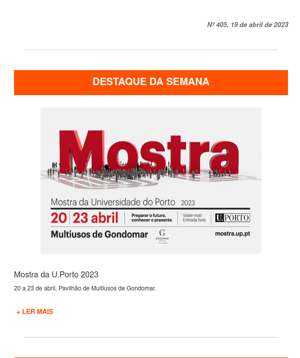 Nº 405, 19 de abril de 2023
DESTAQUE DA SEMANA
Mostra
Mostra da Universidade do Porto 2023
20 | 23 abril
Preparar o futuro,
conhecer o presente.
Visite-nos!
Entrada livre.
U.PORTO
Multiusos de Gondomar
mostra.up.pt
Mostra da U.Porto 2023
20 a 23 de abril, Pavilhão de Multiusos de Gondomar.
+ LER MAIS